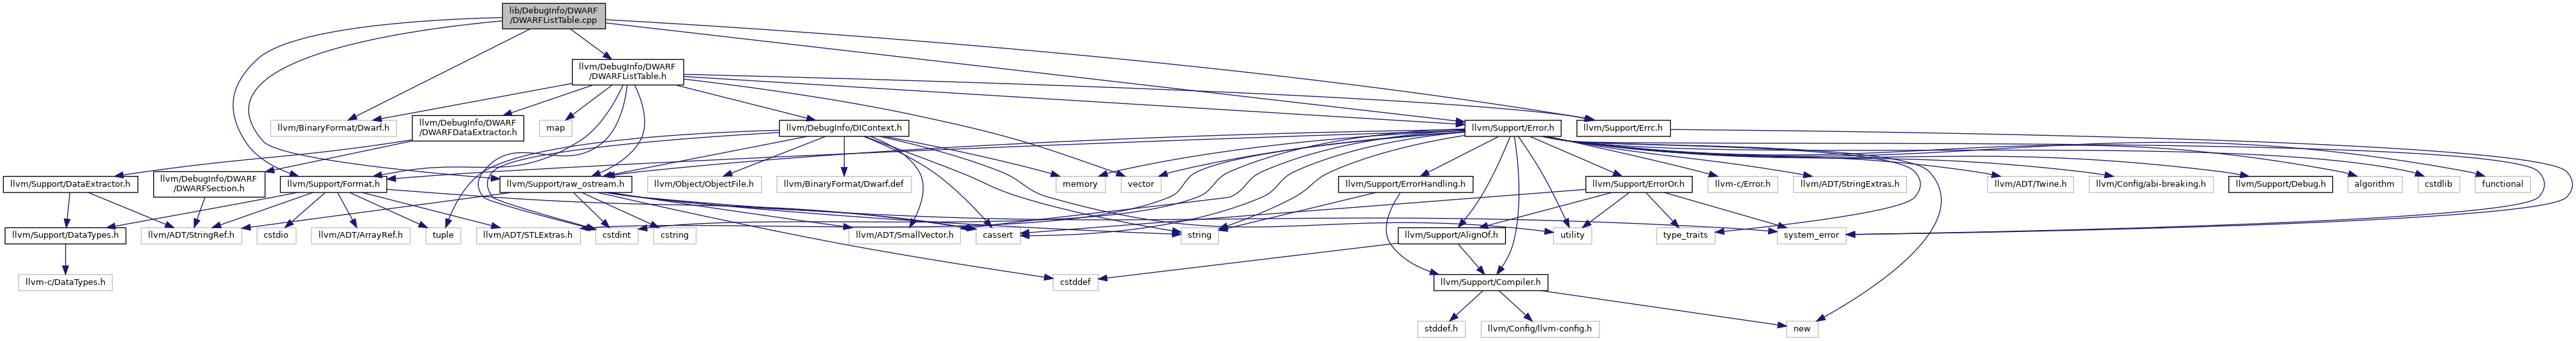 lib/DebugInfo/DWARF
/DWARFListTable.cpp
llvm/DebugInfo/DWARF
/DWARFListTable.h
llvm/BinaryFormat/Dwarf.h
llvm/DebugInfo/DWARF
/DWARFDataExtractor.h
map
llvm/DebugInfo/DIContext.h
llvm/Support/Error.h
llvm/Support/Errc.h
llvm/Support/DataExtractor.h
llvm/DebugInfo/DWARF
/DWARFSection.h
llvm/Support/Format.h
llvm/Support/raw_ostream.h
llvm/Object/ObjectFile.h
llvm/BinaryFormat/Dwarf.def
memory
vector
llvm/Support/ErrorHandling.h
llvm/Support/ErrorOr.h
llvm-c/Error.h
llvm/ADT/StringExtras.h
llvm/ADT/Twine.h
llvm/Config/abi-breaking.h
llvm/Support/Debug.h
algorithm
cstdlib
functional
llvm/Support/DataTypes.h
llvm/ADT/StringRef.h
cstdio
llvm/ADT/ArrayRef.h
tuple
llvm/ADT/STLExtras.h
cstdint
cstring
llvm/ADT/SmallVector.h
cassert
string
llvm/Support/AlignOf.h
utility
type_traits
system_error
llvm-c/DataTypes.h
cstddef
llvm/Support/Compiler.h
stddef.h
llvm/Config/llvm-config.h
new